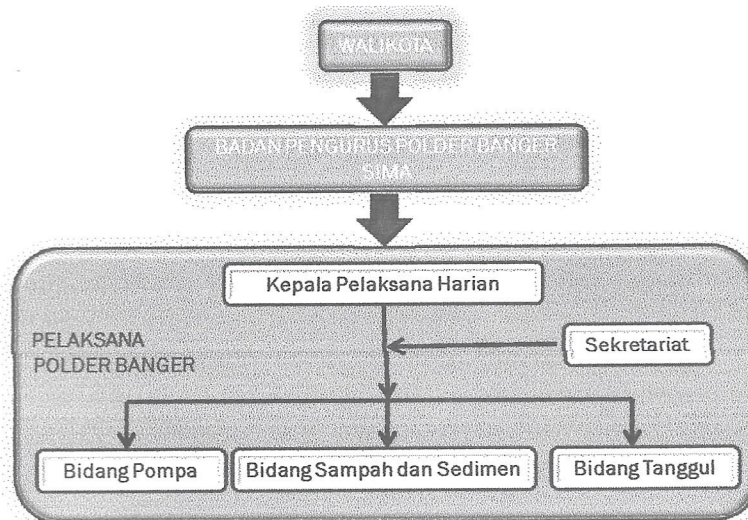 WALIKOTA
BADAN PENGURUS POLDER BANGER
SIMA
Kepala Pelaksana Harian
PELAKSANA
POLDER BANGER
Sekretariat
Bidang Pompa
Bidang Sampah dan Sedimen
Bidang Tanggul